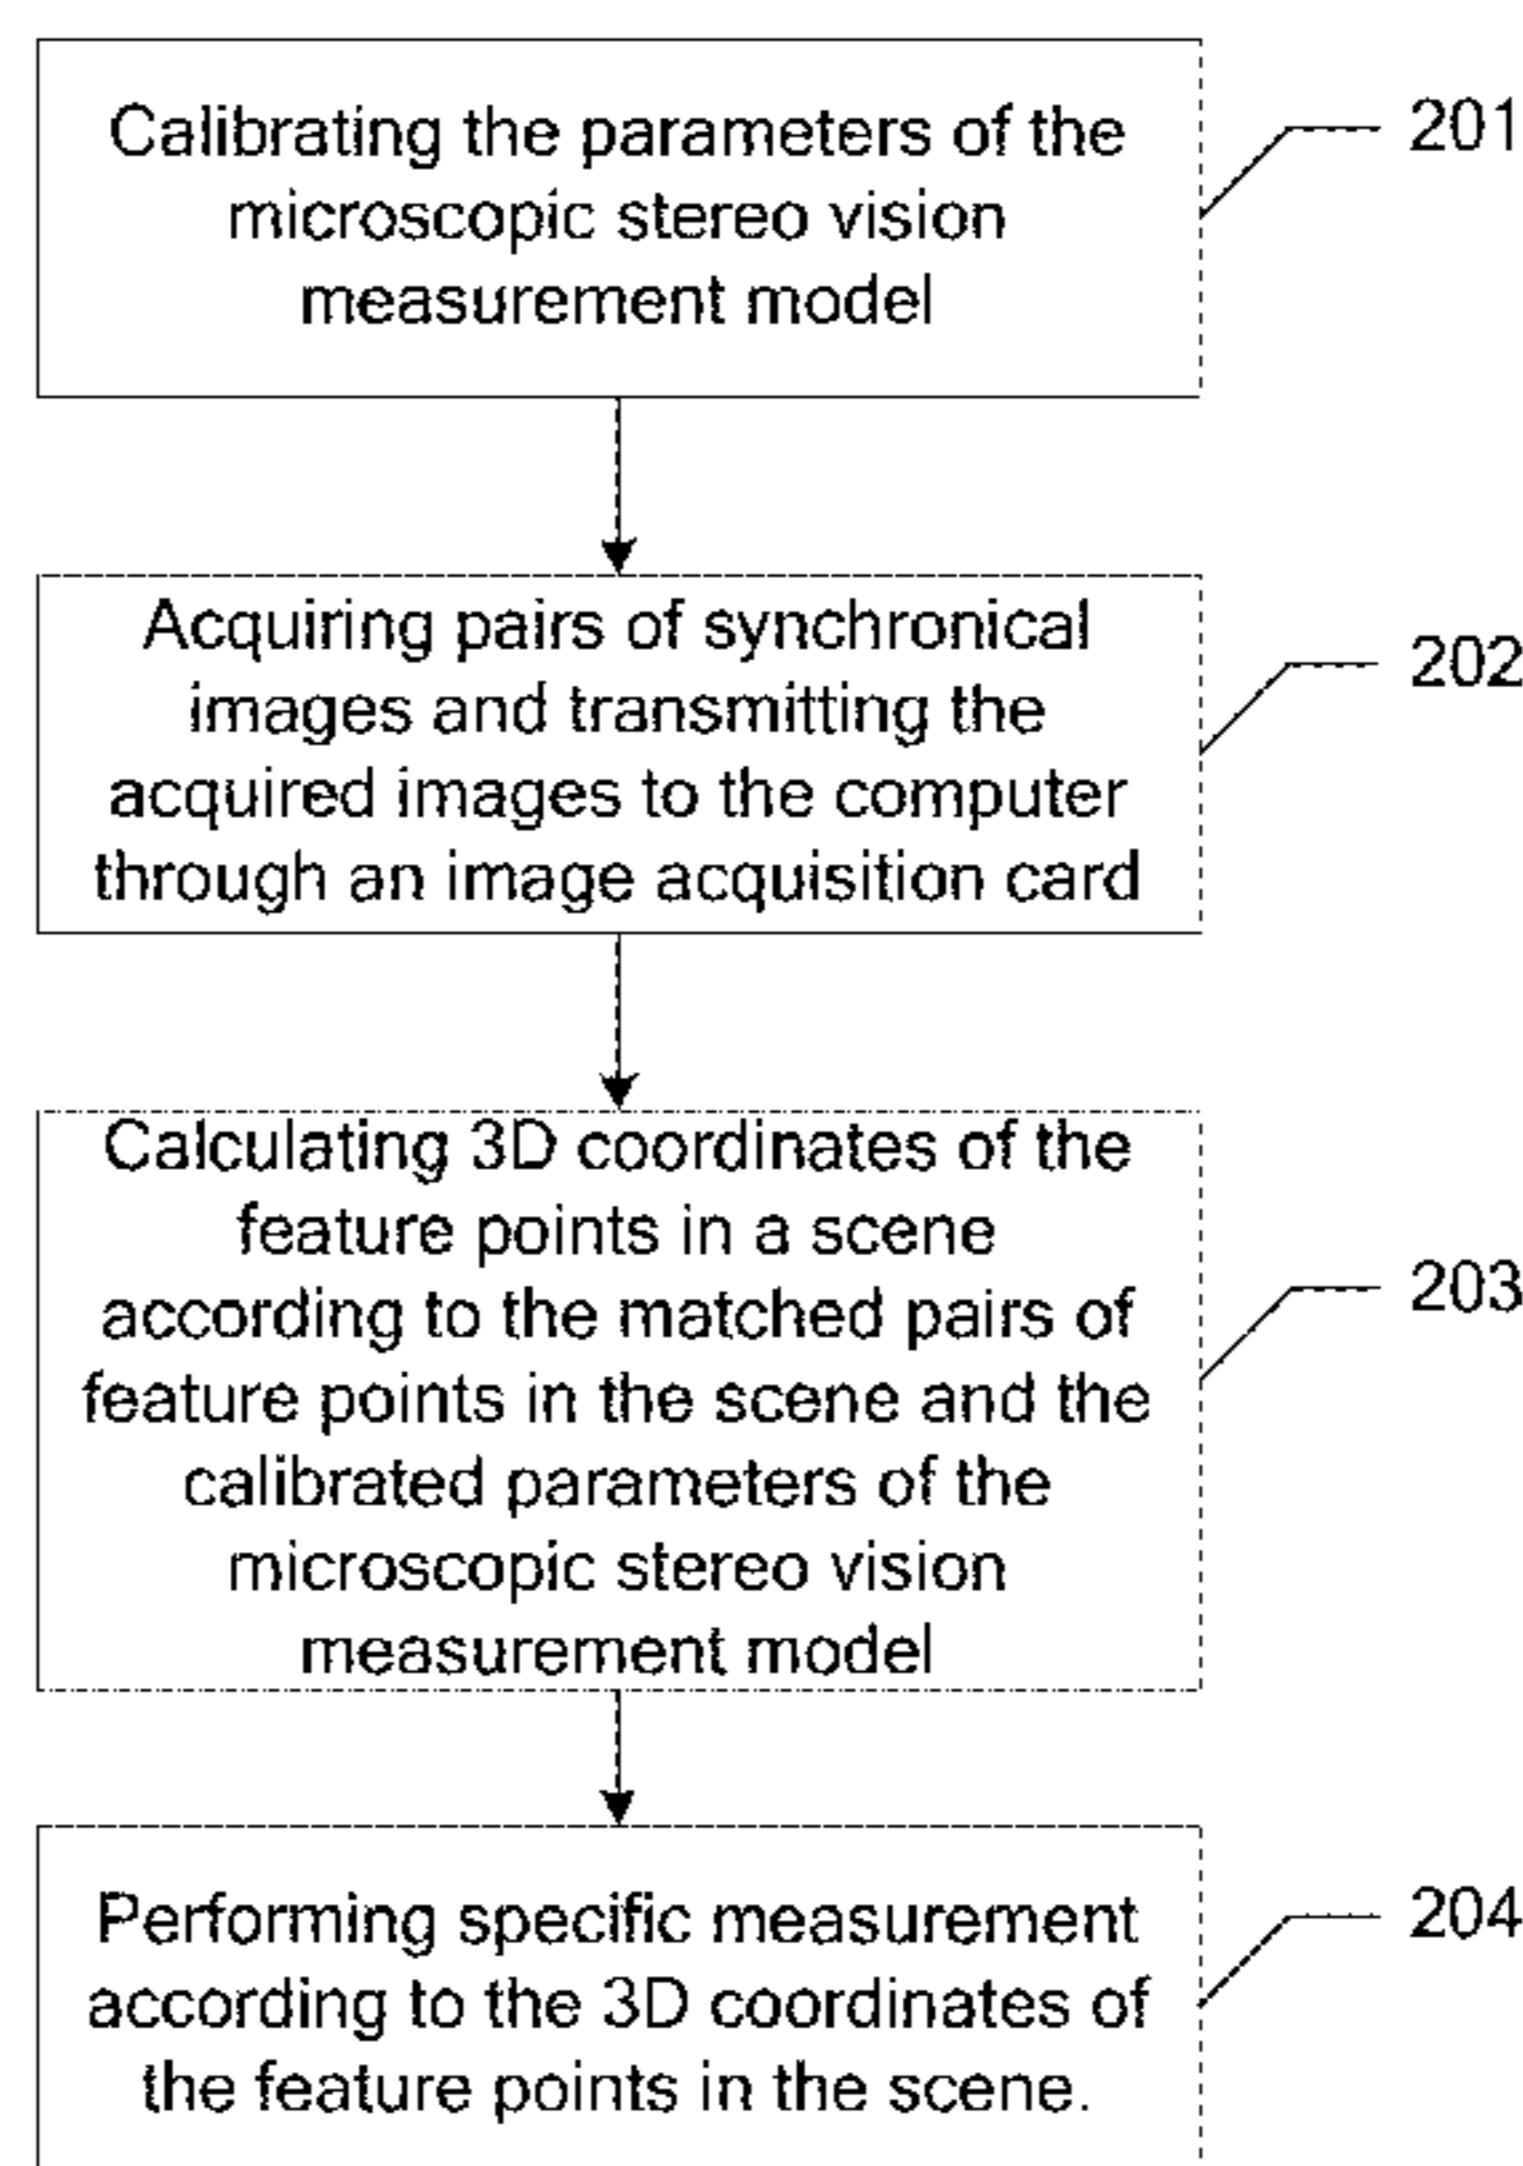 Calibrating the parameters of the
microscopic stereo vision
measurement model
201
Acquiring pairs of synchronical
images and transmitting the
acquired images to the computer
through an image acquisition card
202
Calculating 3D coordinates of the
feature points in a scene
according to the matched pairs of
feature points in the scene and the
calibrated parameters of the
microscopic stereo vision
measurement model
203
Performing specific measurement
according to the 3D coordinates of
the feature points in the scene.
204